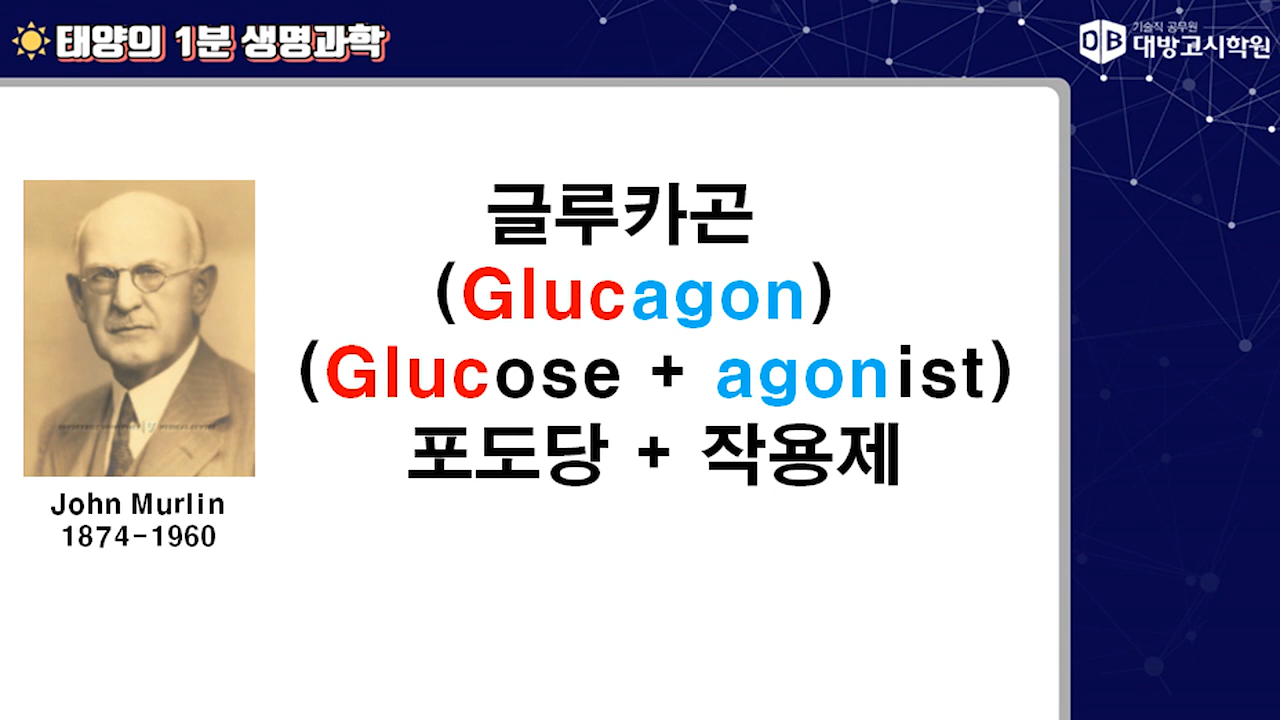 태양의 1분 생명과학
기술직 공무원
대방고시학원
글루카곤
(Glucagon)
(Glucose + agonist)
포도당 + 작용제
John Murlin
1874-1960